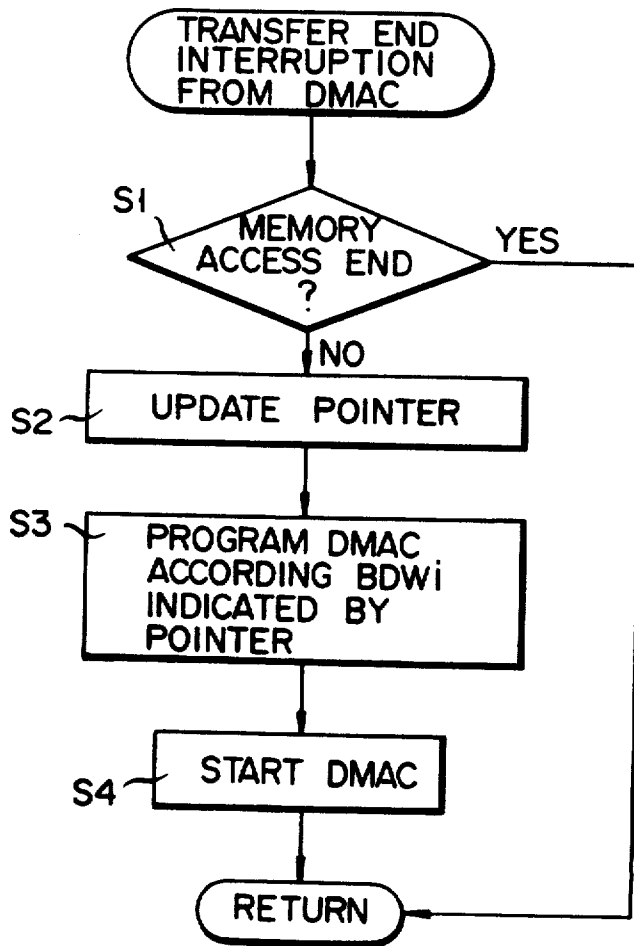 TRANSFER END
INTERRUPTION
FROM DMAC
S1
MEMORY
ACCESS END
?
YES
NO
S2
UPDATE POINTER
S3
PROGRAM DMAC
ACCORDING BDWi
INDICATED BY
POINTER
S4
START DMAC
RETURN